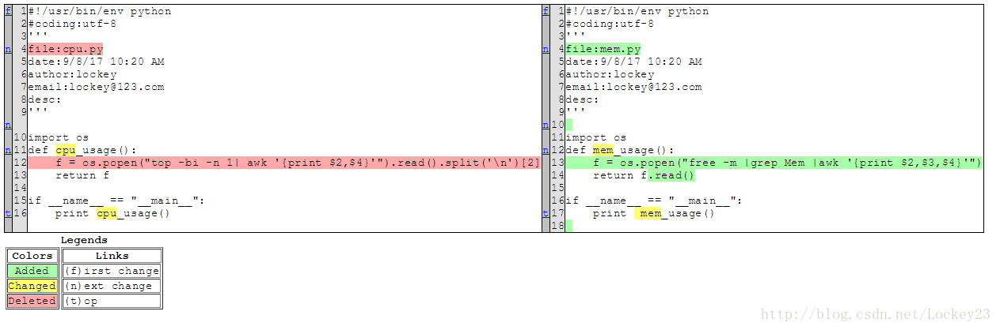 f 1 #!/usr/bin/env python f 1 #!/usr/bin/env python
2 #coding:utf-8 2 #coding:utf-8
3 ''' 3 '''
n 4 file:cpu.py n 4 file:mem.py
5 date:9/8/17 10:20 AM 5 date:9/8/17 10:20 AM
6 author:lockey 6 author:lockey
7 email:lockey@123.com 7 email:lockey@123.com
8 desc: 8 desc:
9 ''' 9 '''
n n 10
10 import os 11 import os
n 11 def cpu_usage(): n 12 def mem_usage():
12     f = os.popen("top -bi -n 1| awk '{print $2,$4}'").read().split('\n')[2] 13     f = os.popen("free -m |grep Mem |awk '{print $2,$3,$4}'")
13     return f 14     return f.read()
14 15
15 if __name__ == "__main__": 16 if __name__ == "__main__":
t 16     print cpu_usage() t 17     print  mem_usage()
18
Legends
Colors Links
Added (f)irst change
Changed (n)ext change
Deleted (t)op
http://blog.csdn.net/Lockey23